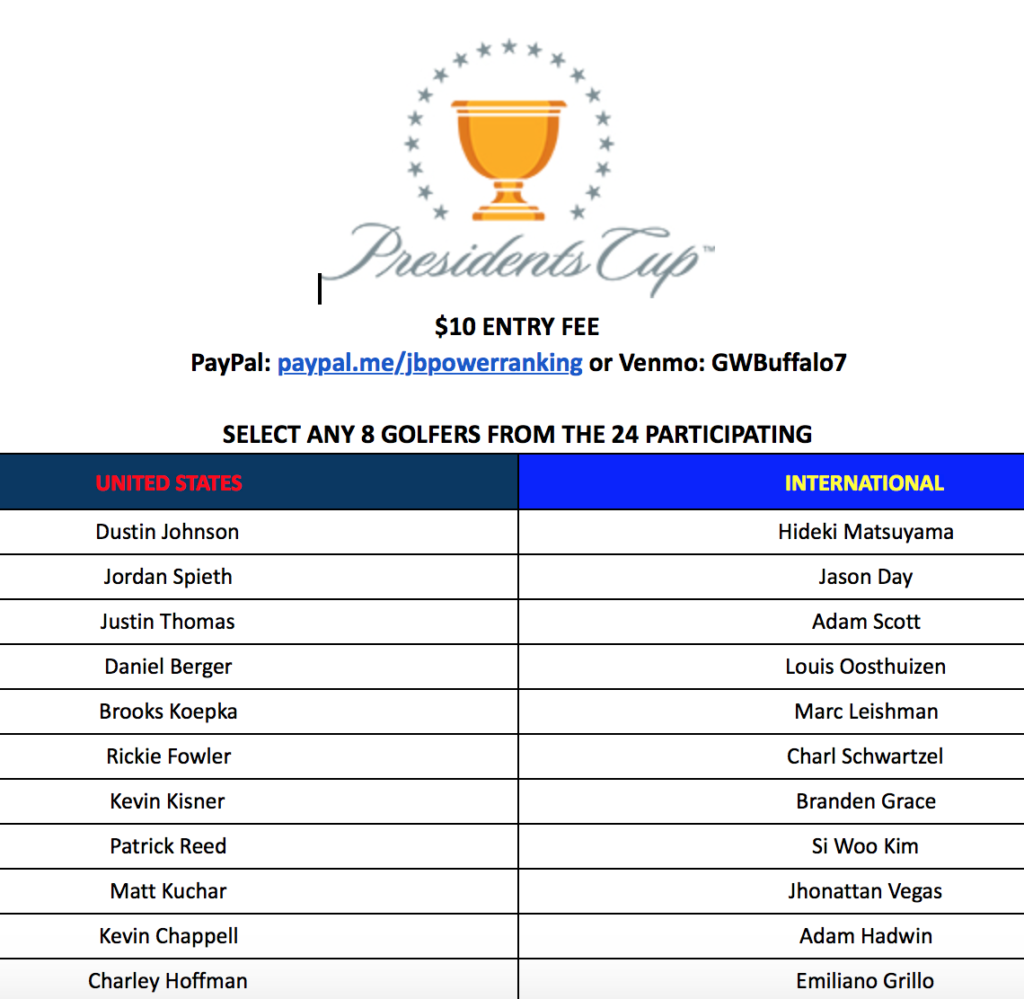 Presidents Cup™
$10 ENTRY FEE
PayPal: paypal.me/jbpowerranking or Venmo: GWBuffalo7
SELECT ANY 8 GOLFERS FROM THE 24 PARTICIPATING
UNITED STATES INTERNATIONAL
Dustin Johnson Hideki Matsuyama
Jordan Spieth Jason Day
Justin Thomas Adam Scott
Daniel Berger Louis Oosthuizen
Brooks Koepka Marc Leishman
Rickie Fowler Charl Schwartzel
Kevin Kisner Branden Grace
Patrick Reed Si Woo Kim
Matt Kuchar Jhonattan Vegas
Kevin Chappell Adam Hadwin
Charley Hoffman Emiliano Grillo